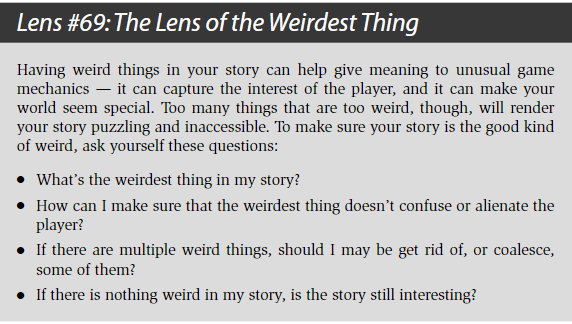 Lens #69: The Lens of the Weirdest Thing
Having weird things in your story can help give meaning to unusual game
mechanics — it can capture the interest of the player, and it can make your
world seem special. Too many things that are too weird, though, will render
your story puzzling and inaccessible. To make sure your story is the good kind
of weird, ask yourself these questions:
● What's the weirdest thing in my story?
● How can I make sure that the weirdest thing doesn't confuse or alienate the
player?
● If there are multiple weird things, should I may be get rid of, or coalesce,
some of them?
● If there is nothing weird in my story, is the story still interesting?